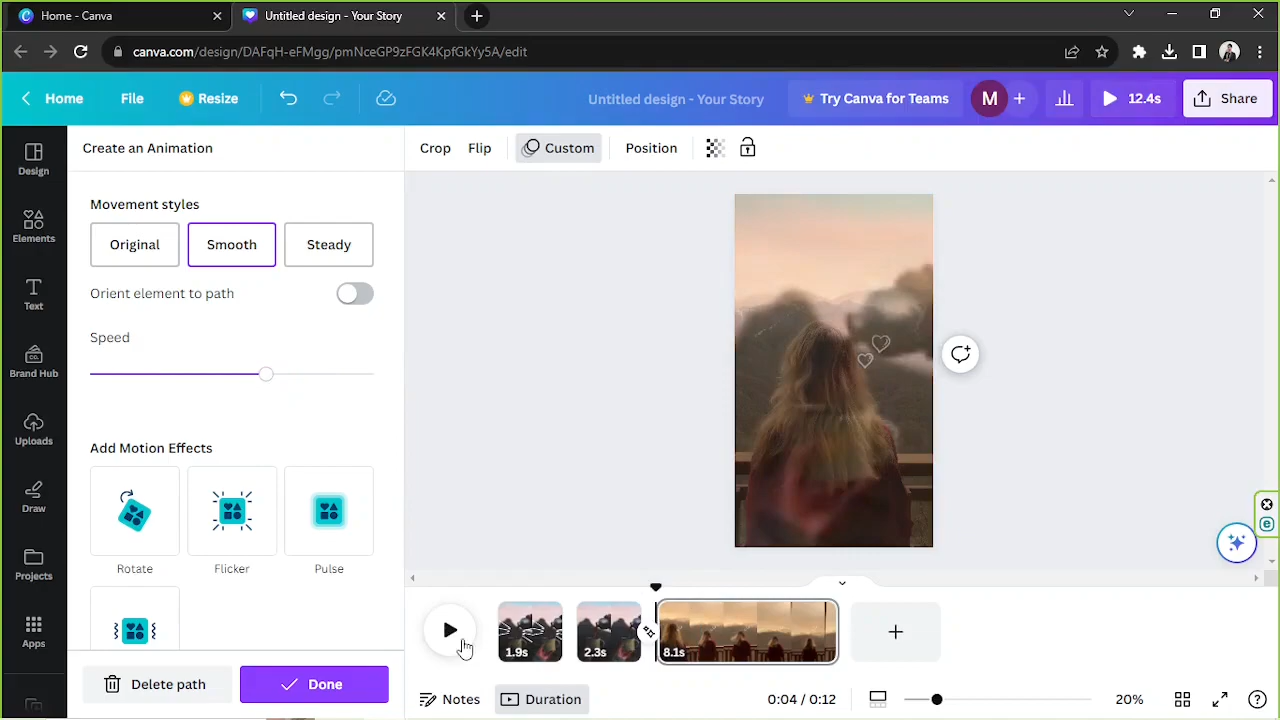 Home - Canva
Untitled design - Your Story
canva.com/design/DAFqH-eFMgg/pmNceGP9zFGK4KpfGkYy5A/edit
Home
File
Resize
Untitled design - Your Story
Try Canva for Teams
M
12.4s
Share
Design
Elements
Text
Brand Hub
Uploads
Draw
Projects
Apps
Create an Animation
Movement styles
Original
Smooth
Steady
Orient element to path
Speed
Add Motion Effects
Rotate
Flicker
Pulse
Delete path
Done
Crop
Flip
Custom
Position
1.9s
2.3s
8.1s
Notes
Duration
0:04 / 0:12
20%